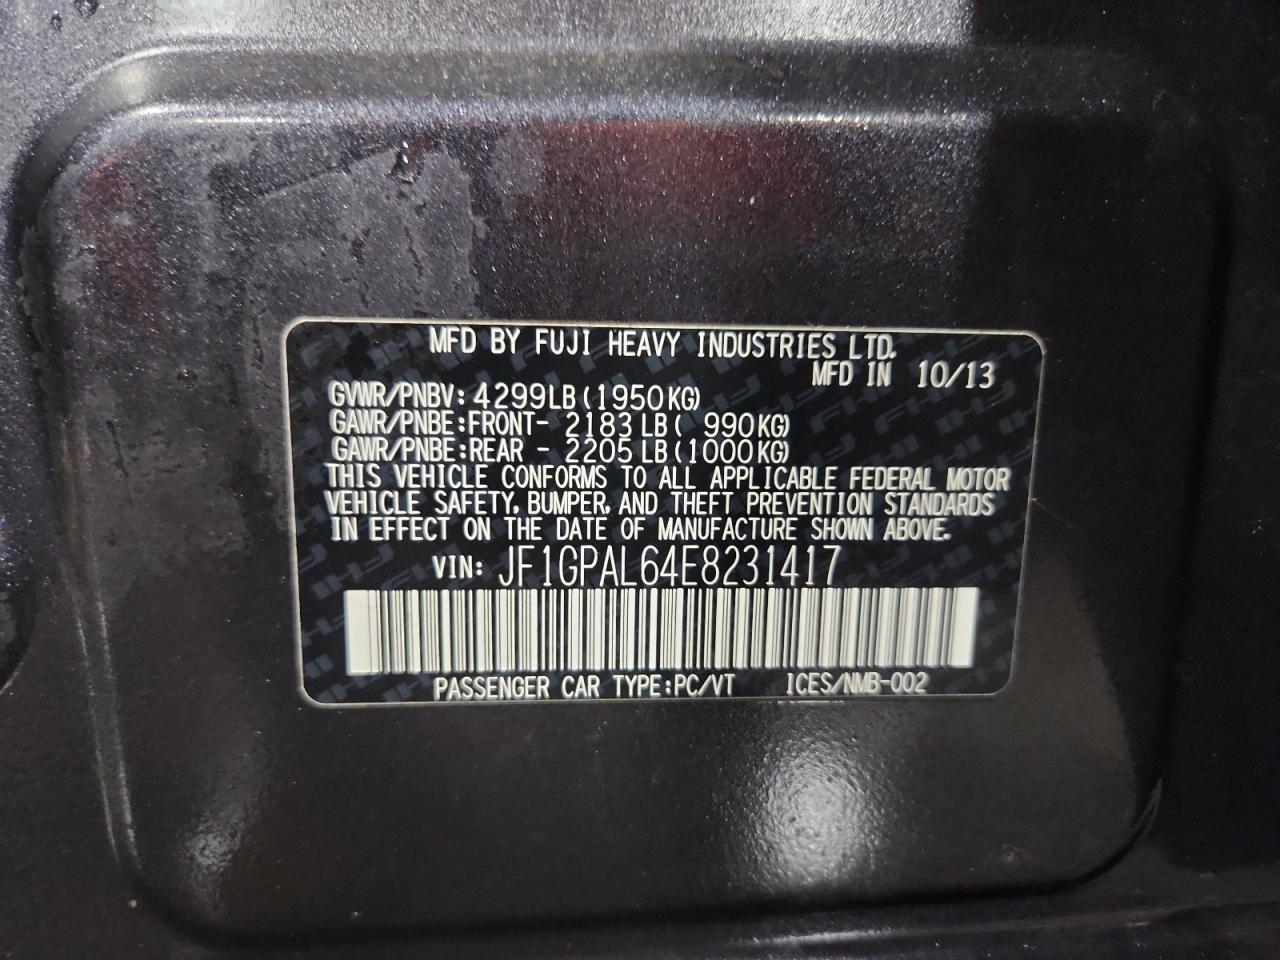 MFD BY FUJI HEAVY INDUSTRIES LTD.
MFD IN 10/13
GVWR/PNBV: 4299LB (1950KG)
GAWR/PNBE:FRONT- 2183 LB ( 990KG)
GAWR/PNBE:REAR - 2205 LB (1000KG)
THIS VEHICLE CONFORMS TO ALL APPLICABLE FEDERAL MOTOR
VEHICLE SAFETY, BUMPER, AND THEFT PREVENTION STANDARDS
IN EFFECT ON THE DATE OF MANUFACTURE SHOWN ABOVE.
VIN: JF1GPAL64E8231417
PASSENGER CAR TYPE:PC/VT ICES/NMB-002